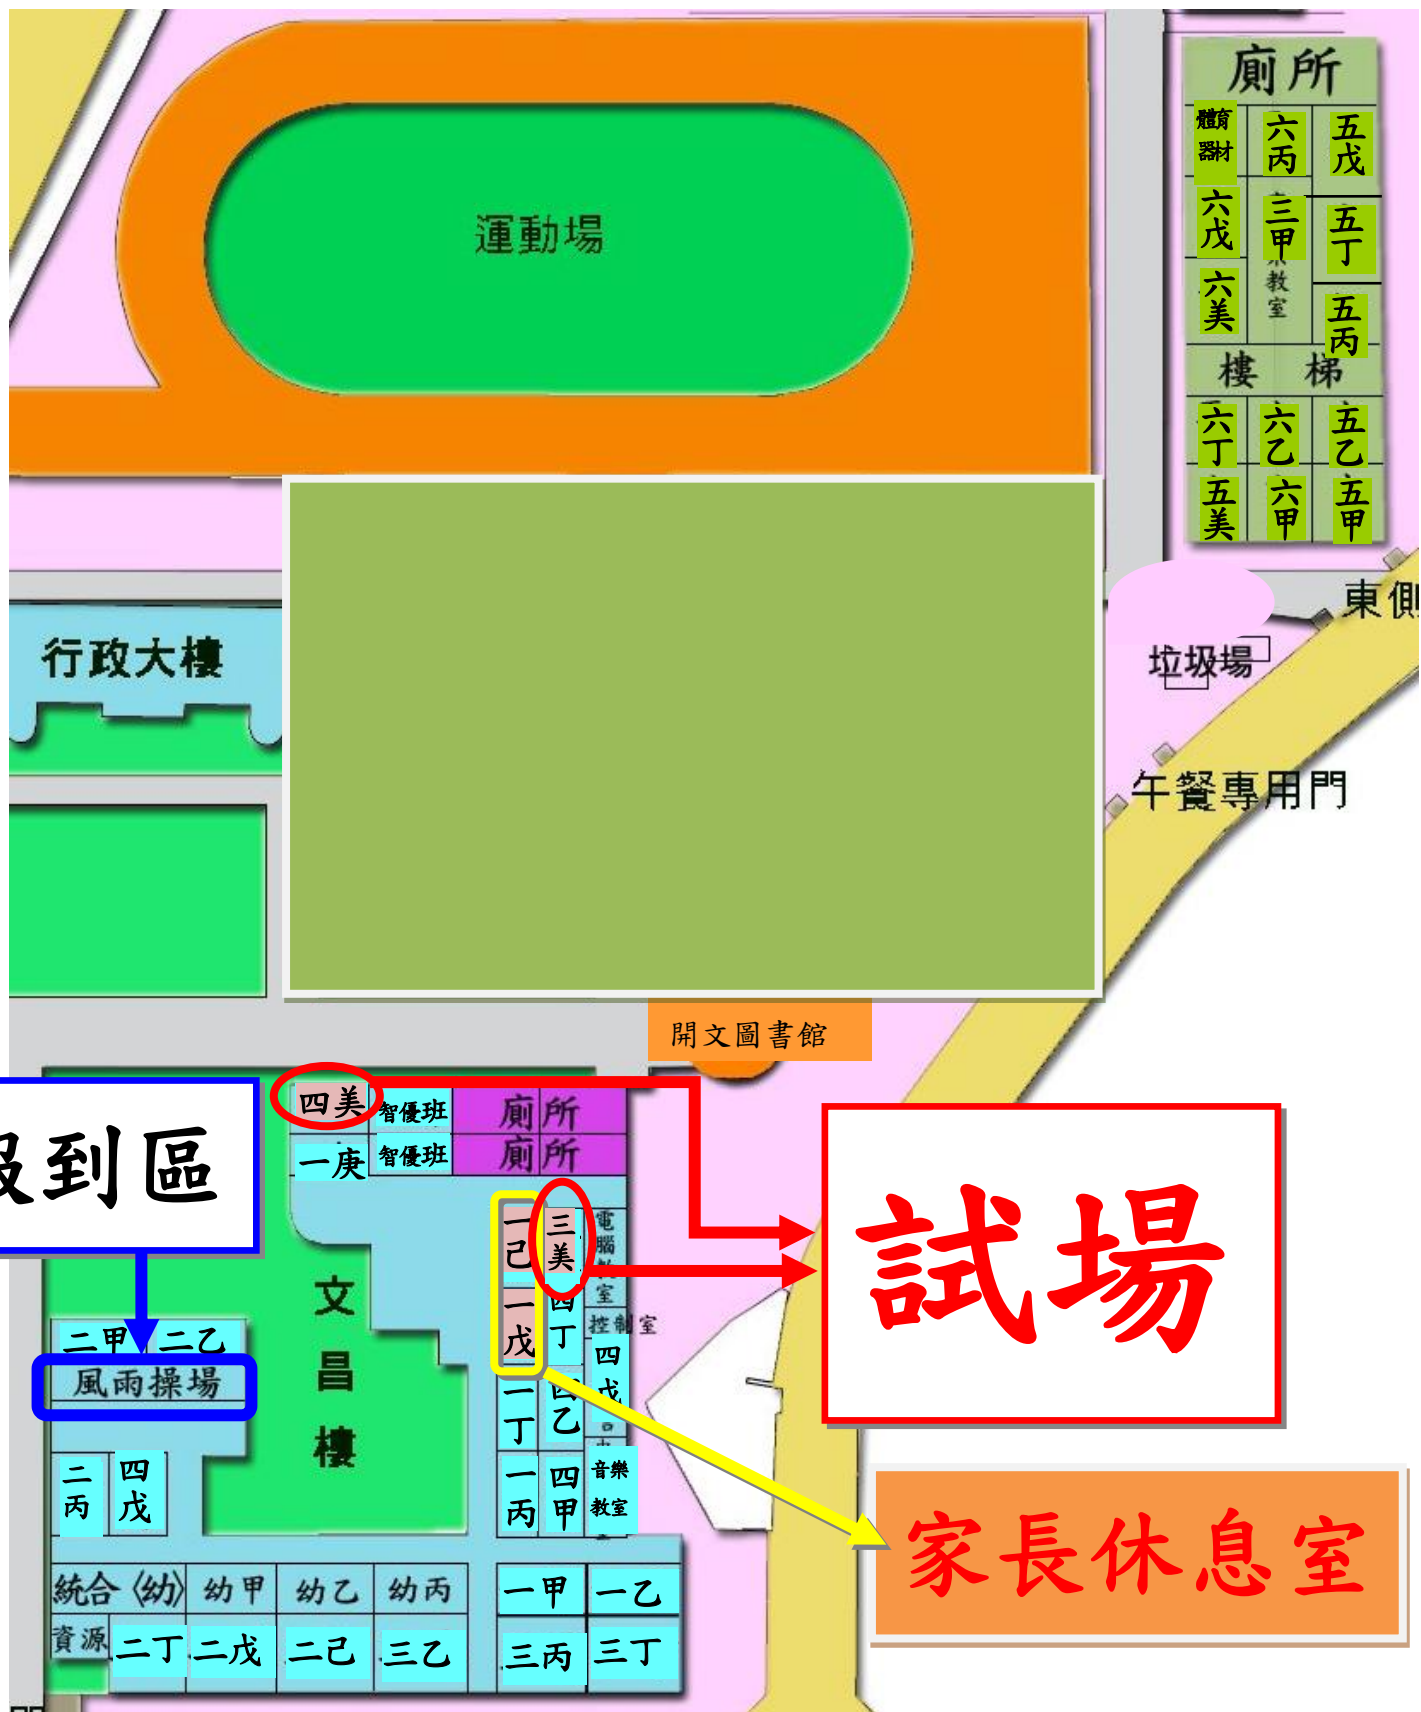 廁所
體育器材
六丙
五戊
運動場
六戊
三甲
五丁
教室
六美
五丙
樓梯
六丁
六乙
五乙
五美
六甲
五甲
東側
行政大樓
垃圾場
午餐專用門
開文圖書館
四美
智優班
廁所
一庚
智優班
廁所
到區
試場
一己
三美
電腦教室
文昌樓
一戊
四丁
控制室
二甲
二乙
四戊
風雨操場
一丁
四乙
二丙
四戊
一丙
四甲
音樂教室
家長休息室
統合(幼)
幼甲
幼乙
幼丙
一甲
一乙
資源
二丁
二戊
二己
三乙
三丙
三丁